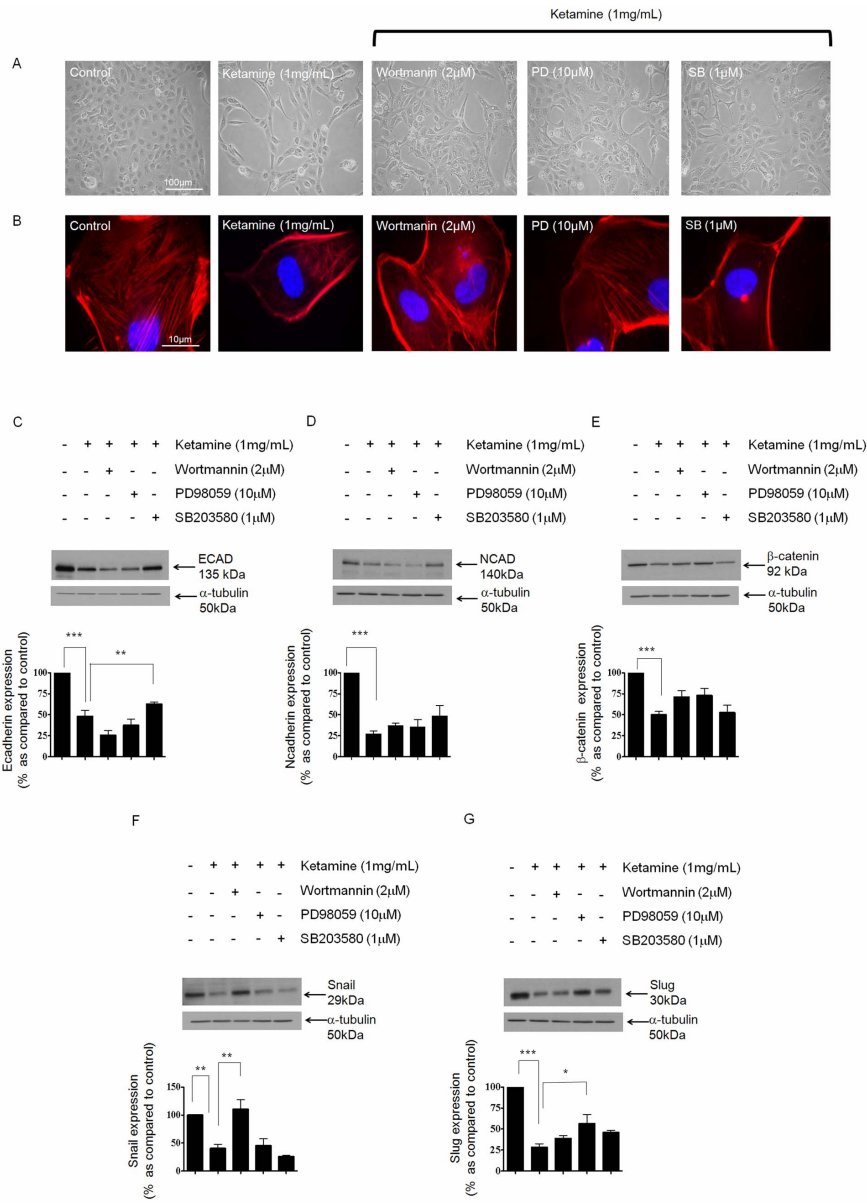 Ketamine (1mg/mL)
A
Control
Ketamine (1mg/mL)
Wortmanin (2µM)
PD (10µM)
SB (1µM)
100µm
B
Control
Ketamine (1mg/mL)
Wortmanin (2µM)
PD (10µM)
SB (1µM)
10µm
C
- + + + + Ketamine (1mg/mL)
- - + - - Wortmannin (2µM)
- - - + - PD98059 (10µM)
- - - - + SB203580 (1µM)
ECAD
135 kDa
α-tubulin
50kDa
Ecadherin expression
(% as compared to control)
100
75
50
25
0
***
**
D
- + + + + Ketamine (1mg/mL)
- - + - - Wortmannin (2µM)
- - - + - PD98059 (10µM)
- - - - + SB203580 (1µM)
NCAD
140kDa
α-tubulin
50kDa
Ncadherin expression
(% as compared to control)
100
75
50
25
0
***
E
- + + + + Ketamine (1mg/mL)
- - + - - Wortmannin (2µM)
- - - + - PD98059 (10µM)
- - - - + SB203580 (1µM)
β-catenin
92 kDa
α-tubulin
50kDa
β-catenin expression
(% as compared to control)
100
75
50
25
0
***
F
- + + + + Ketamine (1mg/mL)
- - + - - Wortmannin (2µM)
- - - + - PD98059 (10µM)
- - - - + SB203580 (1µM)
Snail
29kDa
α-tubulin
50kDa
Snail expression
(% as compared to control)
150
100
50
0
**
**
G
- + + + + Ketamine (1mg/mL)
- - + - - Wortmannin (2µM)
- - - + - PD98059 (10µM)
- - - - + SB203580 (1µM)
Slug
30kDa
α-tubulin
50kDa
Slug expression
(% as compared to control)
100
75
50
25
0
***
*